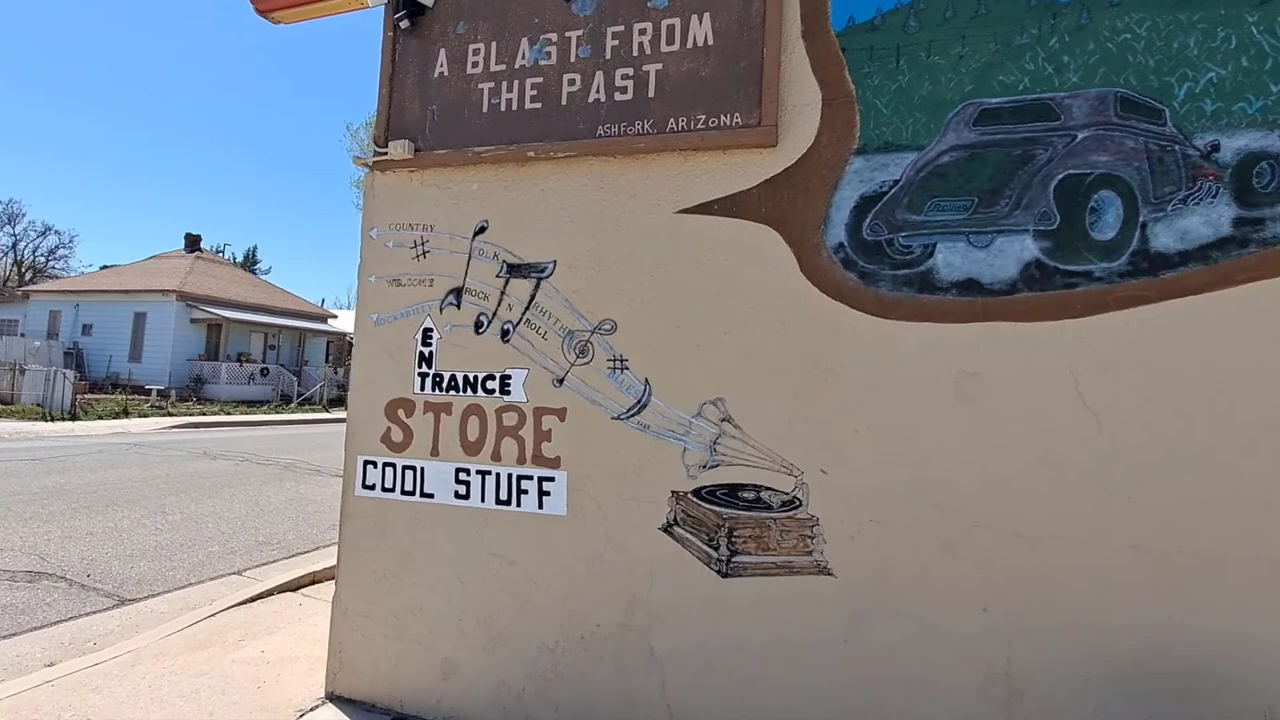 A BLAST FROM
THE PAST
ASHFORK, ARIZONA
COUNTRY
FOLK
WELCOME
ROCK N ROLL
RHYTHM
ROCKABILLY
BLUES
ENTRANCE
STORE
COOL STUFF